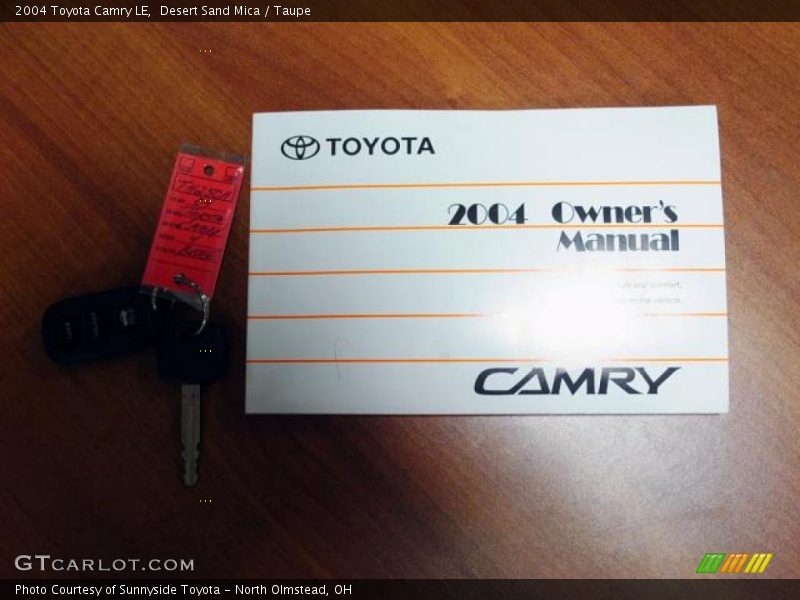 2004 Toyota Camry LE, Desert Sand Mica / Taupe
TOYOTA
2004 Owner's
Manual
CAMRY
GTCARLOT.COM
Photo Courtesy of Sunnyside Toyota - North Olmstead, OH